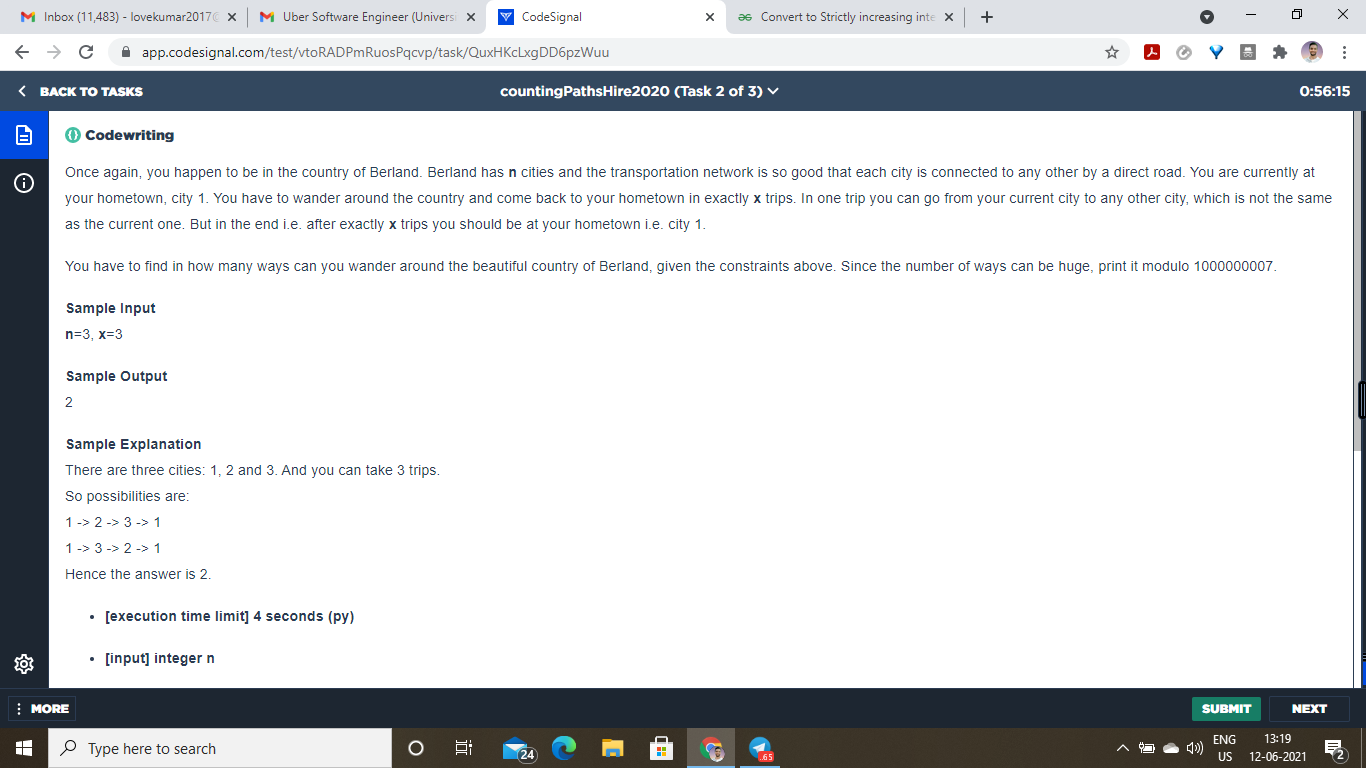 Inbox (11,483) - lovekumar2017@
Uber Software Engineer (Univers
CodeSignal
Convert to Strictly increasing inte
app.codesignal.com/test/vtoRADPmRuosPqcvp/task/QuxHKcLxgDD6pzWuu
BACK TO TASKS
countingPathsHire2020 (Task 2 of 3)
0:56:15
Codewriting
Once again, you happen to be in the country of Berland. Berland has n cities and the transportation network is so good that each city is connected to any other by a direct road. You are currently at
your hometown, city 1. You have to wander around the country and come back to your hometown in exactly x trips. In one trip you can go from your current city to any other city, which is not the same
as the current one. But in the end i.e. after exactly x trips you should be at your hometown i.e. city 1.
You have to find in how many ways can you wander around the beautiful country of Berland, given the constraints above. Since the number of ways can be huge, print it modulo 1000000007.
Sample Input
n=3, x=3
Sample Output
2
Sample Explanation
There are three cities: 1, 2 and 3. And you can take 3 trips.
So possibilities are:
1 -> 2 -> 3 -> 1
1 -> 3 -> 2 -> 1
Hence the answer is 2.
• [execution time limit] 4 seconds (py)
• [input] integer n
MORE
SUBMIT
NEXT
Type here to search
24
.65
ENG
US
13:19
12-06-2021
2